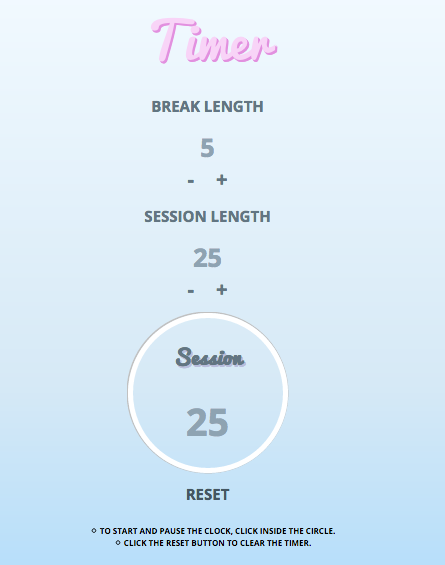 Timer
BREAK LENGTH
5
- +
SESSION LENGTH
25
- +
Session
25
RESET
◇ TO START AND PAUSE THE CLOCK, CLICK INSIDE THE CIRCLE.
◇ CLICK THE RESET BUTTON TO CLEAR THE TIMER.